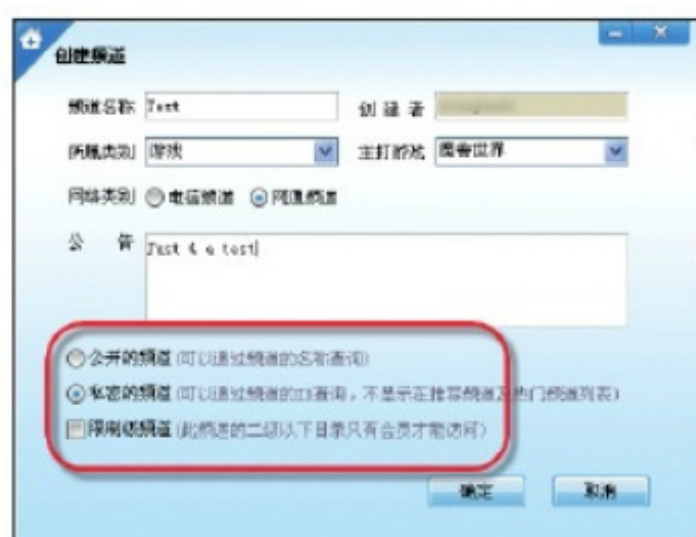 创建频道
频道名称 Test 创建者
所属类别 游戏 主打游戏 魔兽世界
网络类别 电信频道 网通频道
公告 Just 4 a test
公开的频道(可以通过频道的名称查询)
私密的频道(可以通过频道的ID查询,不显示在推荐频道及热门频道列表)
限制级频道(此频道的二级以下目录只有会员才能访问)
确定 取消